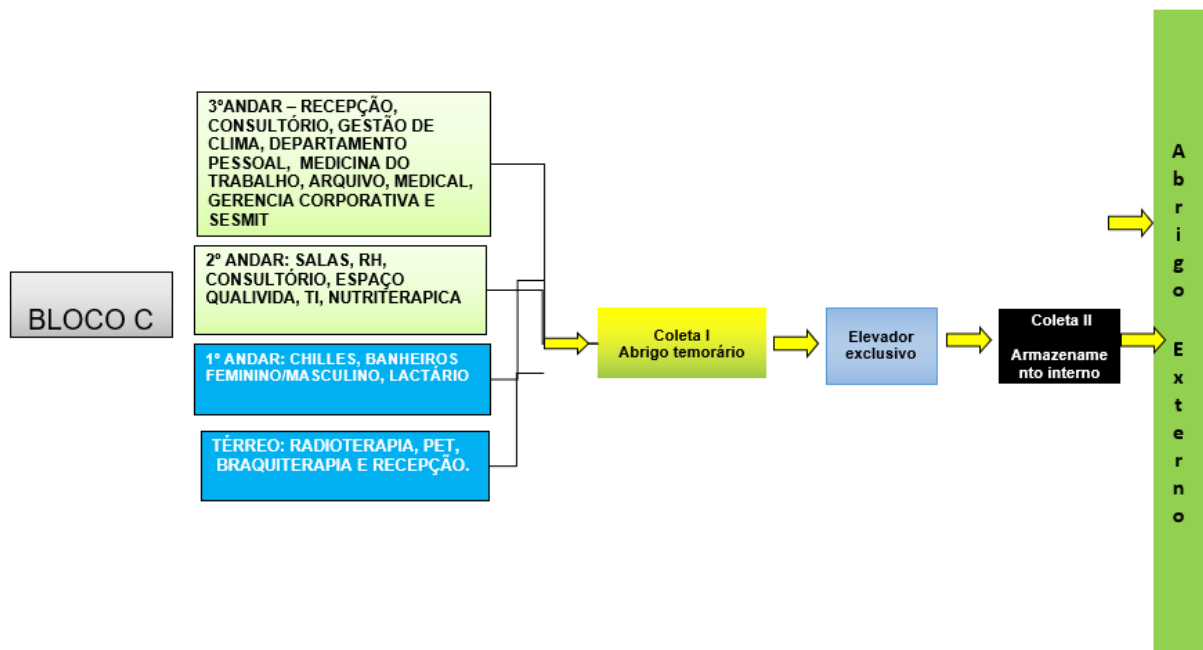 3ºANDAR – RECEPÇÃO,
CONSULTÓRIO, GESTÃO DE
CLIMA, DEPARTAMENTO
PESSOAL, MEDICINA DO
TRABALHO, ARQUIVO, MEDICAL,
GERENCIA CORPORATIVA E
SESMIT
2º ANDAR: SALAS, RH,
CONSULTÓRIO, ESPAÇO
QUALIVIDA, TI, NUTRITERAPICA
BLOCO C
1º ANDAR: CHILLES, BANHEIROS
FEMININO/MASCULINO, LACTÁRIO
TÉRREO: RADIOTERAPIA, PET,
BRAQUITERAPIA E RECEPÇÃO.
Coleta I
Abrigo temorário
Elevador
exclusivo
Coleta II
Armazename
nto interno
A
b
r
i
g
o
E
x
t
e
r
n
o